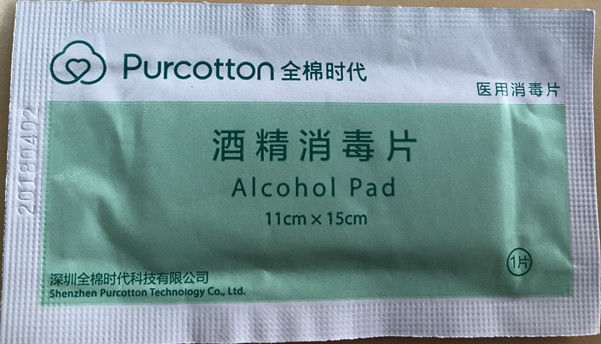 Purcotton 全棉时代
医用消毒片
酒精消毒片
Alcohol Pad
11cm × 15cm
1片
深圳全棉时代科技有限公司
Shenzhen Purcotton Technology Co., Ltd.
20180402